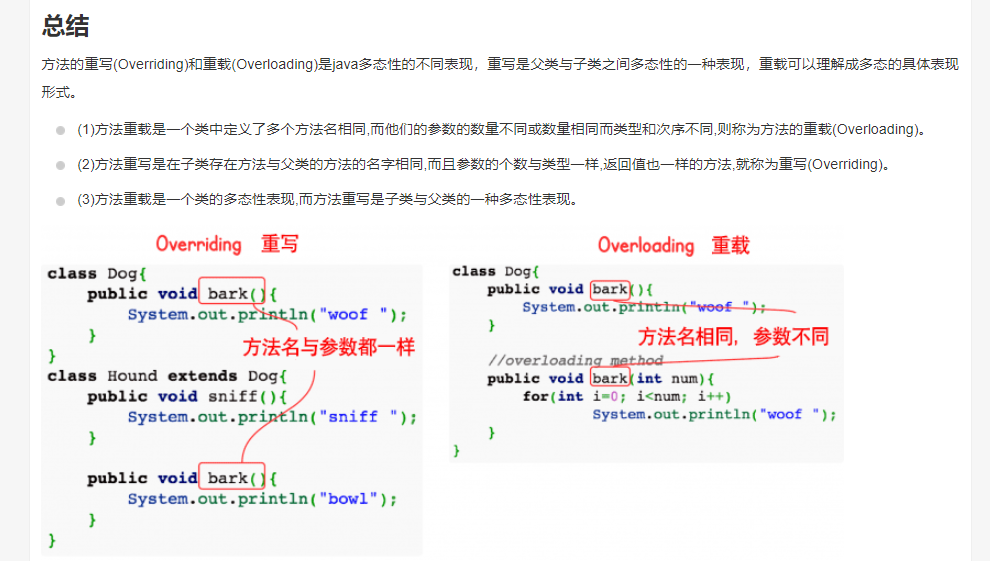 总结
方法的重写(Overriding)和重载(Overloading)是java多态性的不同表现，重写是父类与子类之间多态性的一种表现，重载可以理解成多态的具体表现
形式。
(1)方法重载是一个类中定义了多个方法名相同,而他们的参数的数量不同或数量相同而类型和次序不同,则称为方法的重载(Overloading)。
(2)方法重写是在子类存在方法与父类的方法的名字相同,而且参数的个数与类型一样,返回值也一样的方法,就称为重写(Overriding)。
(3)方法重载是一个类的多态性表现,而方法重写是子类与父类的一种多态性表现。
Overriding 重写
class Dog{
public void bark(){
System.out.println("woof ");
}
}
方法名与参数都一样
class Hound extends Dog{
public void sniff(){
System.out.println("sniff ");
}
public void bark(){
System.out.println("bowl");
}
}
Overloading 重载
class Dog{
public void bark(){
System.out.println("woof ");
}
方法名相同，参数不同
//overloading method
public void bark(int num){
for(int i=0; i<num; i++)
System.out.println("woof ");
}
}